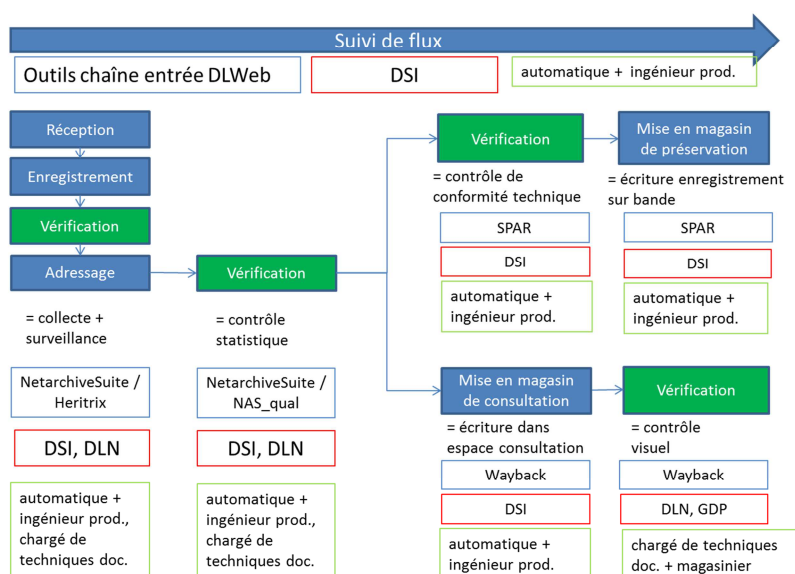 Suivi de flux
Outils chaîne entrée DLWeb
DSI
automatique + ingénieur prod.
Réception
Enregistrement
Vérification
Adressage
= collecte +
surveillance
NetarchiveSuite /
Heritrix
DSI, DLN
automatique +
ingénieur prod.,
chargé de
techniques doc.
Vérification
= contrôle
statistique
NetarchiveSuite /
NAS_qual
DSI, DLN
automatique +
ingénieur prod.,
chargé de
techniques doc.
Vérification
= contrôle de
conformité technique
SPAR
DSI
automatique +
ingénieur prod.
Mise en magasin
de préservation
= écriture enregistrement
sur bande
SPAR
DSI
automatique +
ingénieur prod.
Mise en magasin
de consultation
= écriture dans
espace consultation
Wayback
DSI
automatique +
ingénieur prod.
Vérification
= contrôle
visuel
Wayback
DLN, GDP
chargé de techniques
doc. + magasinier